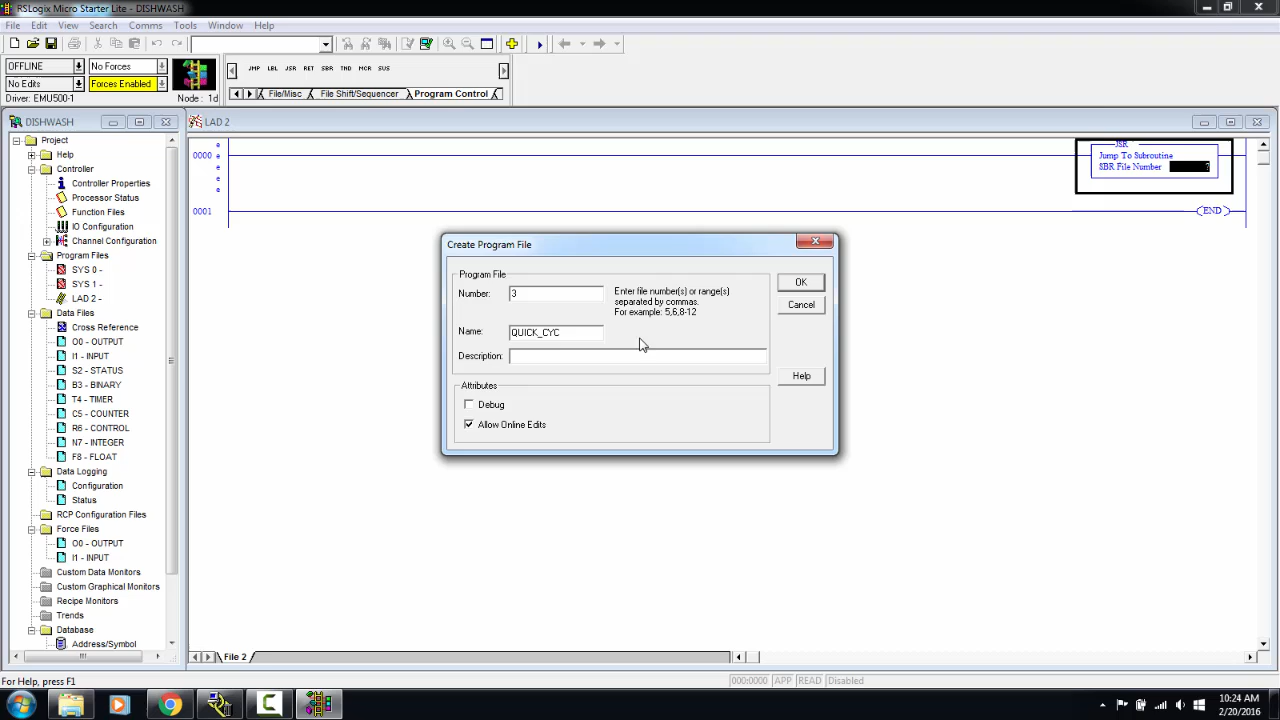 RSLogix Micro Starter Lite - DISHWASH
File Edit View Search Comms Tools Window Help
OFFLINE No Forces
No Edits Forces Enabled
Driver: EMU500-1 Node : 1d
JMP LBL JSR RET SBR TND MCR SUS
File/Misc File Shift/Sequencer Program Control
DISHWASH
Project
Help
Controller
Controller Properties
Processor Status
Function Files
IO Configuration
Channel Configuration
Program Files
SYS 0 -
SYS 1 -
LAD 2 -
Data Files
Cross Reference
O0 - OUTPUT
I1 - INPUT
S2 - STATUS
B3 - BINARY
T4 - TIMER
C5 - COUNTER
R6 - CONTROL
N7 - INTEGER
F8 - FLOAT
Data Logging
Configuration
Status
RCP Configuration Files
Force Files
O0 - OUTPUT
I1 - INPUT
Custom Data Monitors
Custom Graphical Monitors
Recipe Monitors
Trends
Database
Address/Symbol
LAD 2
e
0000 e
e
e
e
JSR
Jump To Subroutine
SBR File Number ?
0001 END
Create Program File
Program File
Number: 3
Enter file number(s) or range(s)
separated by commas.
For example: 5,6,8-12
Name: QUICK_CYC
Description:
Attributes
Debug
Allow Online Edits
OK
Cancel
Help
File 2
For Help, press F1
000:0000 APP READ Disabled
10:24 AM
2/20/2016